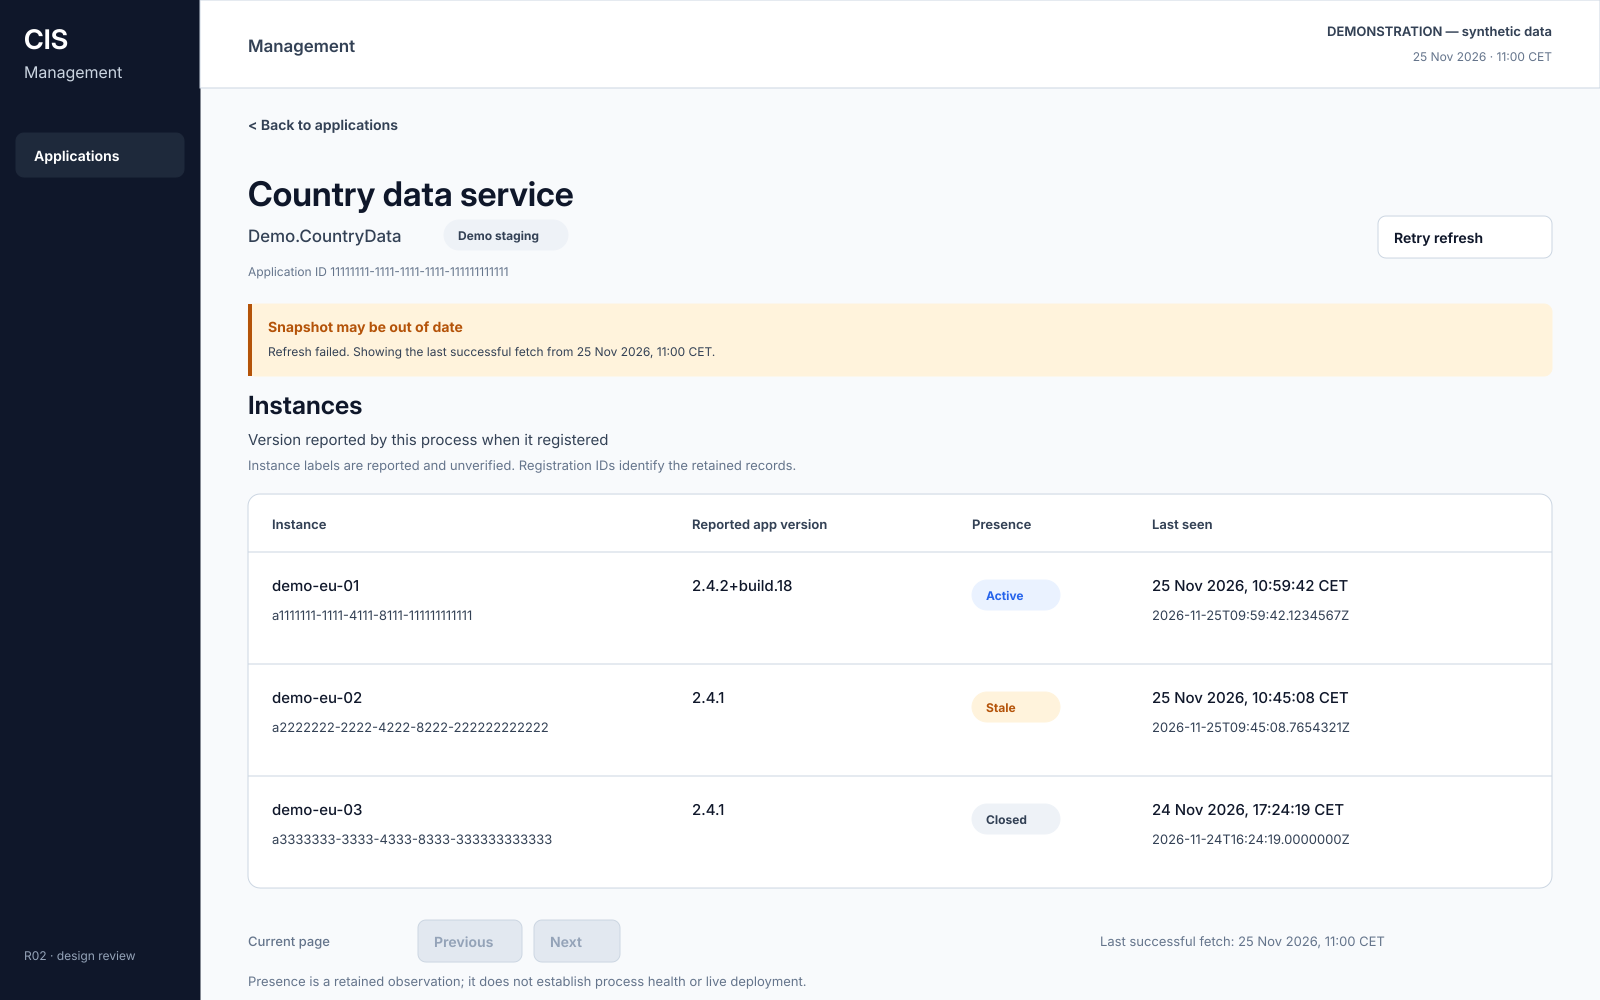 CIS
Management
Applications
R02 · design review
Management
DEMONSTRATION — synthetic data
25 Nov 2026 · 11:00 CET
< Back to applications
Country data service
Demo.CountryData
Demo staging
Application ID 11111111-1111-1111-1111-111111111111
Retry refresh
Snapshot may be out of date
Refresh failed. Showing the last successful fetch from 25 Nov 2026, 11:00 CET.
Instances
Version reported by this process when it registered
Instance labels are reported and unverified. Registration IDs identify the retained records.
Instance Reported app version Presence Last seen
demo-eu-01 2.4.2+build.18 Active 25 Nov 2026, 10:59:42 CET
a1111111-1111-4111-8111-111111111111 2026-11-25T09:59:42.1234567Z
demo-eu-02 2.4.1 Stale 25 Nov 2026, 10:45:08 CET
a2222222-2222-4222-8222-222222222222 2026-11-25T09:45:08.7654321Z
demo-eu-03 2.4.1 Closed 24 Nov 2026, 17:24:19 CET
a3333333-3333-4333-8333-333333333333 2026-11-24T16:24:19.0000000Z
Current page Previous Next Last successful fetch: 25 Nov 2026, 11:00 CET
Presence is a retained observation; it does not establish process health or live deployment.